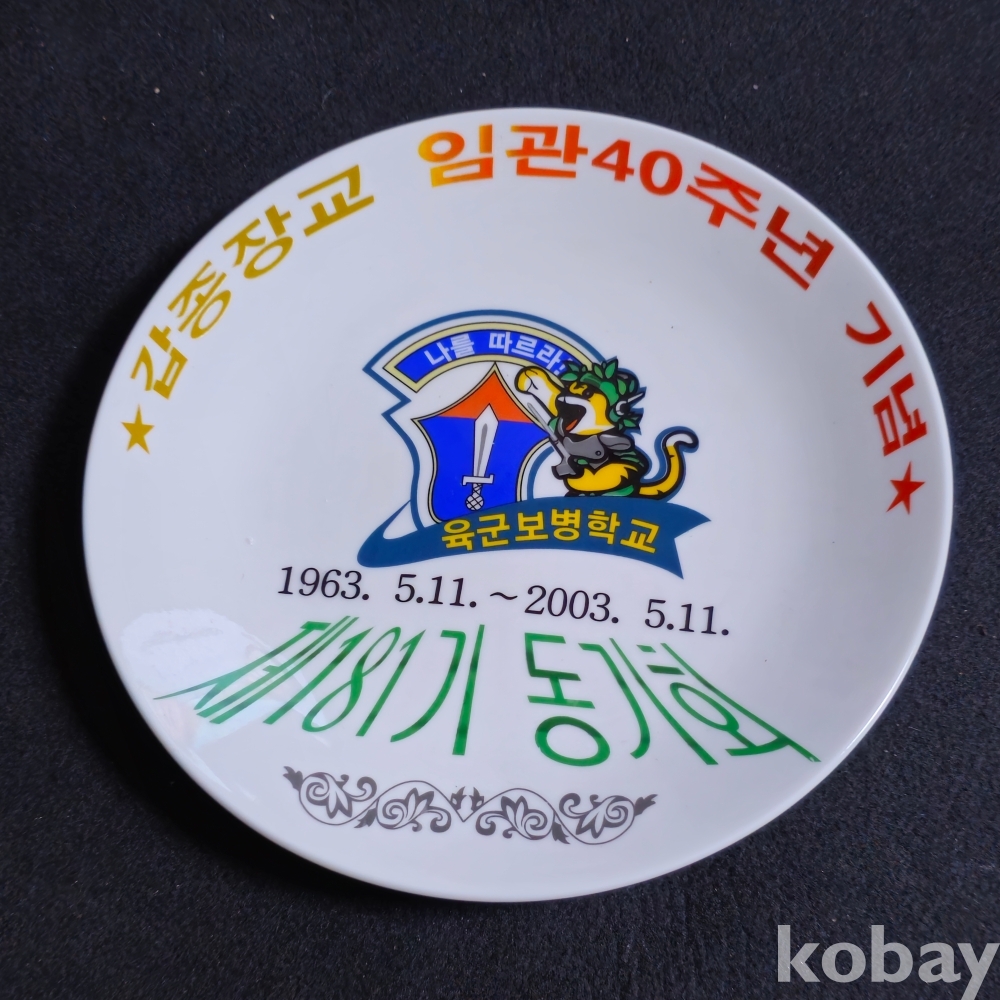 ★갑종장교 임관40주년 기념★
나를 따르라!
육군보병학교
1963. 5.11.~2003. 5.11.
제181기 동기회
kobay